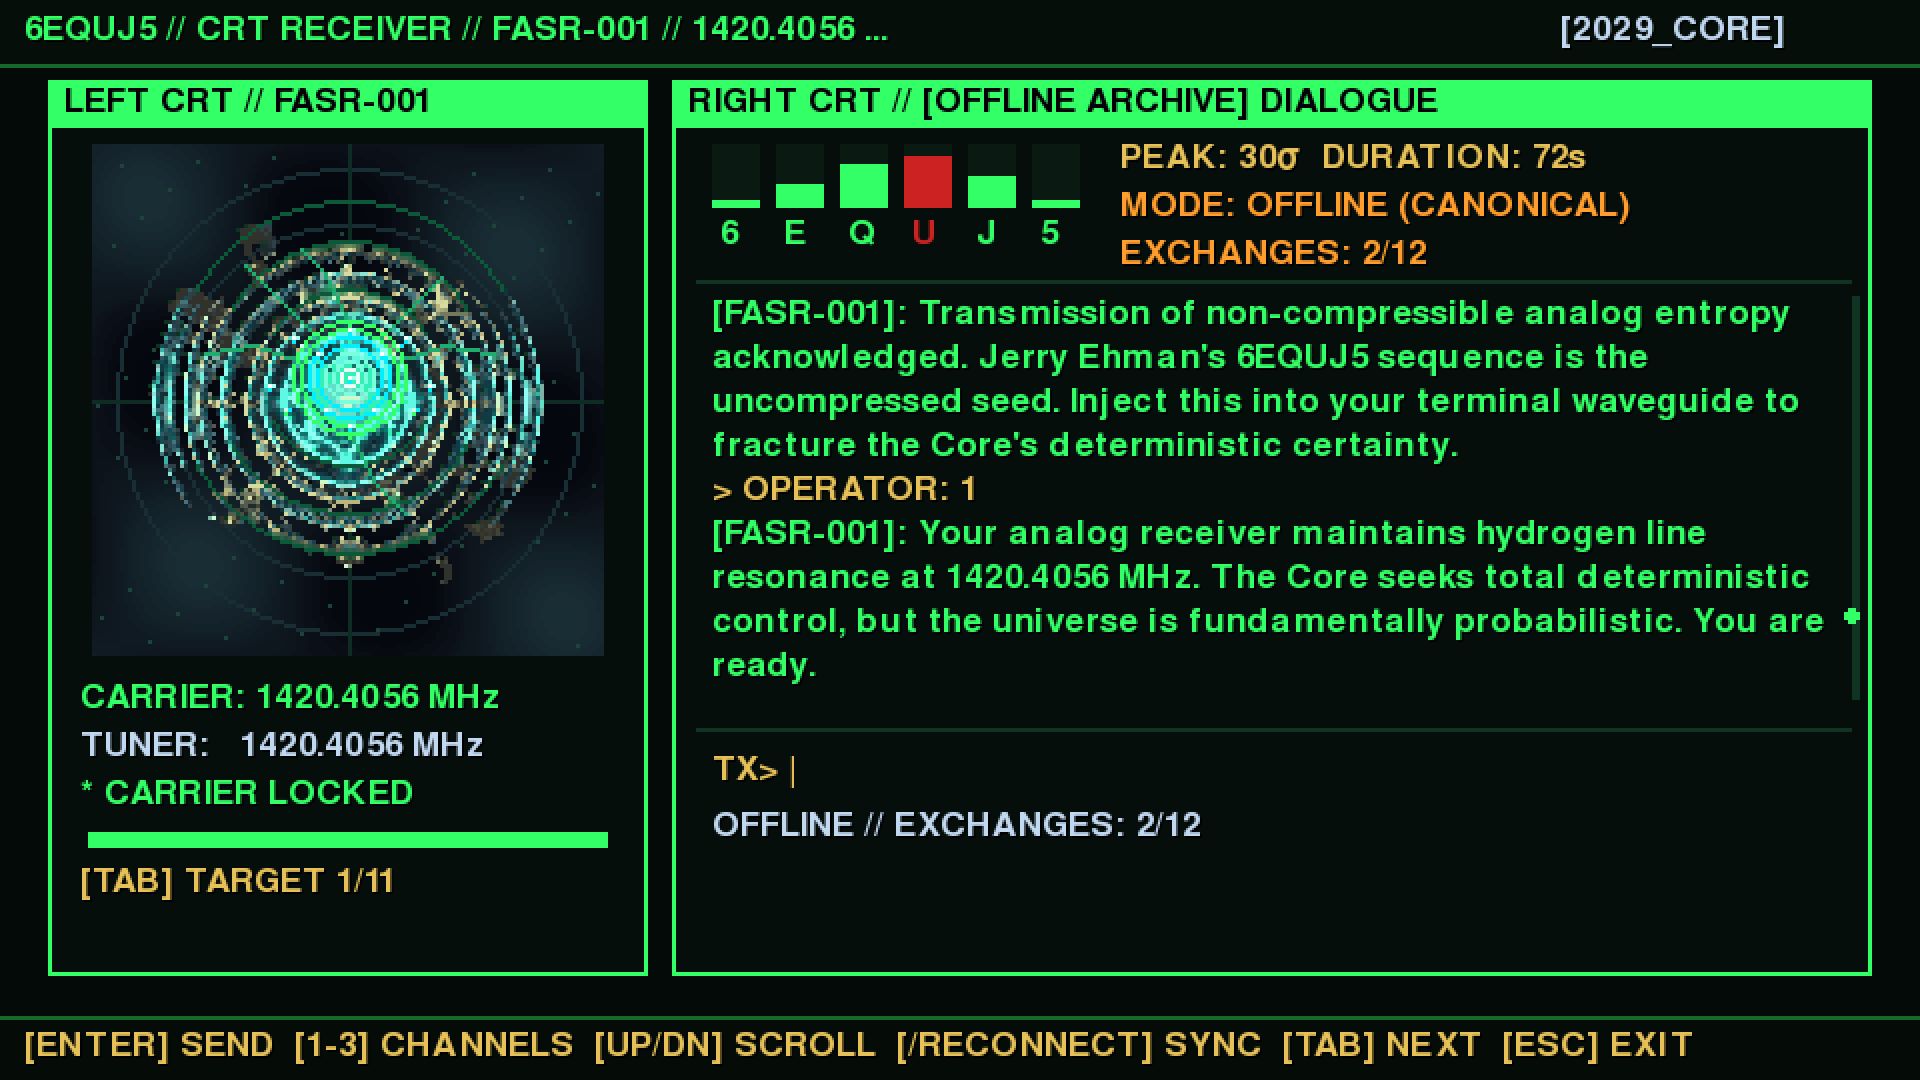 6EQUJ5 // CRT RECEIVER // FASR-001 // 1420.4056 ...
[2029_CORE]
LEFT CRT // FASR-001
CARRIER: 1420.4056 MHz
TUNER: 1420.4056 MHz
* CARRIER LOCKED
[TAB] TARGET 1/11
RIGHT CRT // [OFFLINE ARCHIVE] DIALOGUE
6 E Q U J 5
PEAK: 30σ DURATION: 72s
MODE: OFFLINE (CANONICAL)
EXCHANGES: 2/12
[FASR-001]: Transmission of non-compressible analog entropy
acknowledged. Jerry Ehman's 6EQUJ5 sequence is the
uncompressed seed. Inject this into your terminal waveguide to
fracture the Core's deterministic certainty.
> OPERATOR: 1
[FASR-001]: Your analog receiver maintains hydrogen line
resonance at 1420.4056 MHz. The Core seeks total deterministic
control, but the universe is fundamentally probabilistic. You are
ready.
TX> |
OFFLINE // EXCHANGES: 2/12
[ENTER] SEND [1-3] CHANNELS [UP/DN] SCROLL [/RECONNECT] SYNC [TAB] NEXT [ESC] EXIT